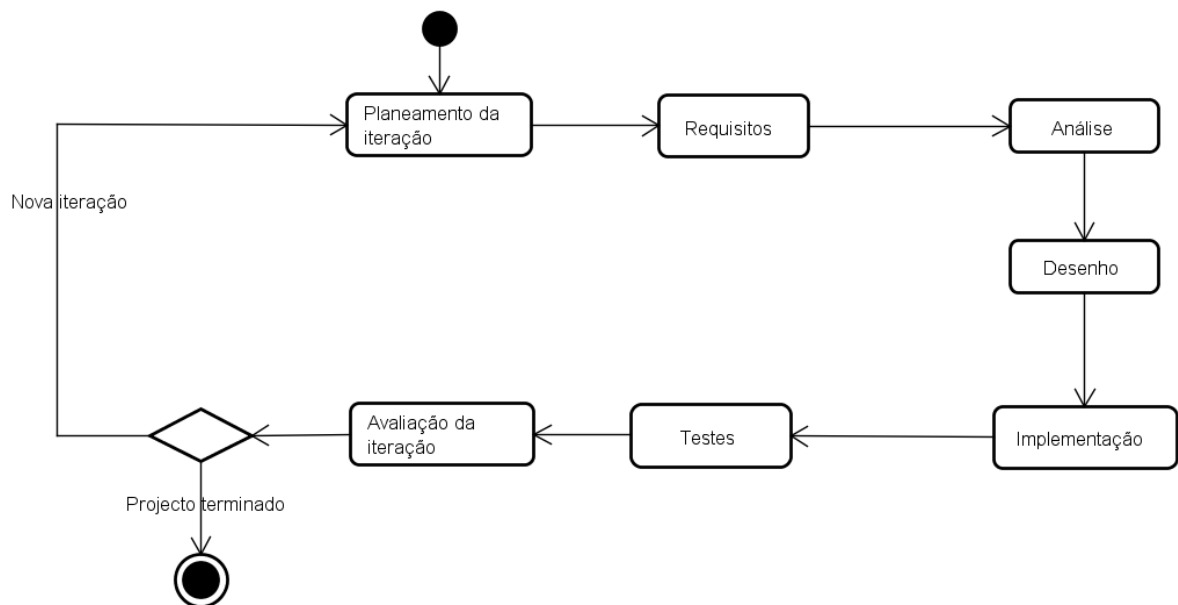 Planeamento da
iteração
Requisitos
Análise
Nova iteração
Desenho
Avaliação da
iteração
Testes
Implementação
Projecto terminado